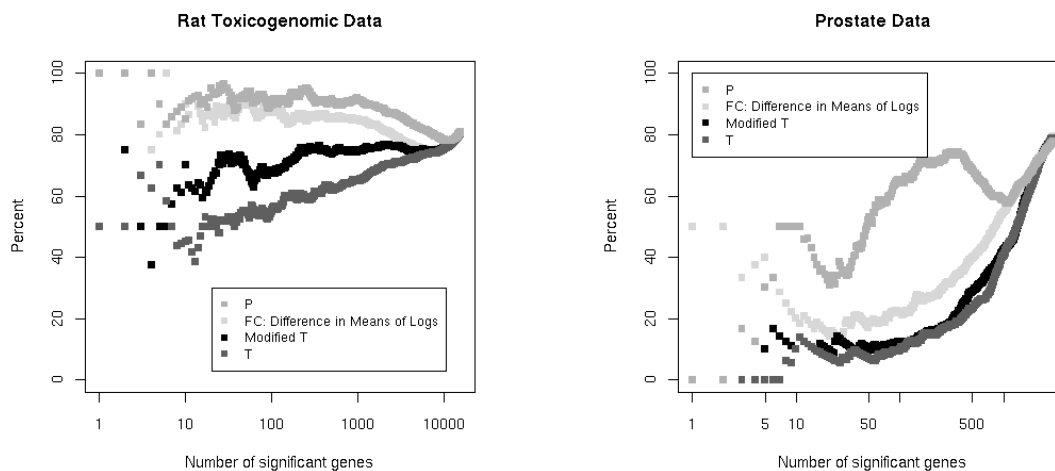 Rat Toxicogenomic Data
Percent
0 20 40 60 80 100
P
FC: Difference in Means of Logs
Modified T
T
1 10 100 1000 10000
Number of significant genes
Prostate Data
Percent
0 20 40 60 80 100
P
FC: Difference in Means of Logs
Modified T
T
1 5 10 50 500
Number of significant genes